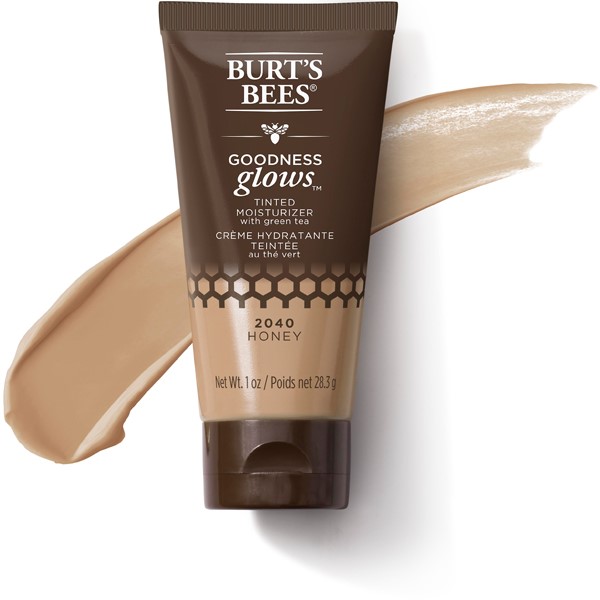 BURT'S
BEES®
GOODNESS
glows™
TINTED
MOISTURIZER
with green tea
CRÈME HYDRATANTE
TEINTÉE
au thé vert
2040
HONEY
Net Wt. 1 oz / Poids net 28.3 g